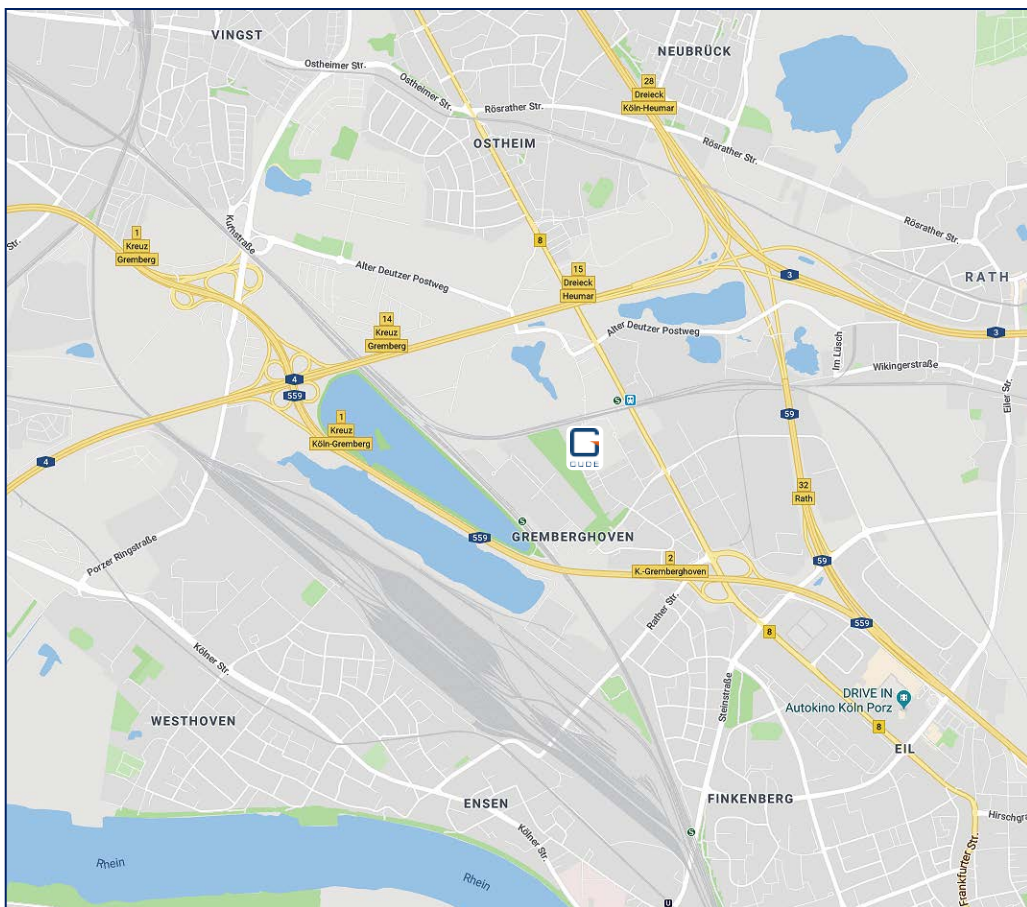 VINGST
NEUBRÜCK
Ostheimer Str.
Ostheimer Str.
28
Dreieck
Köln-Heumar
Rösrather Str.
OSTHEIM
Rösrather Str.
1
Kreuz
Gremberg
Str.
Kufhstraße
Rösrather Str.
8
Alter Deutzer Postweg
15
Dreieck
Heumar
3
RATH
14
Kreuz
Gremberg
Alter Deutzer Postweg
3
Im Lüsch
Wikingerstraße
4
559
Eiler Str.
1
Kreuz
Köln-Gremberg
59
GUDE
4
32
Rath
559
GREMBERGHOVEN
Porzer Ringstraße
2
K.-Gremberghoven
59
Rather Str.
559
8
Kölner Str.
Steinstraße
DRIVE IN
Autokino Köln Porz
WESTHOVEN
8
EIL
ENSEN
FINKENBERG
Hirschgra
Kölner Str.
Frankfurter Str.
Rhein
Rhein
U